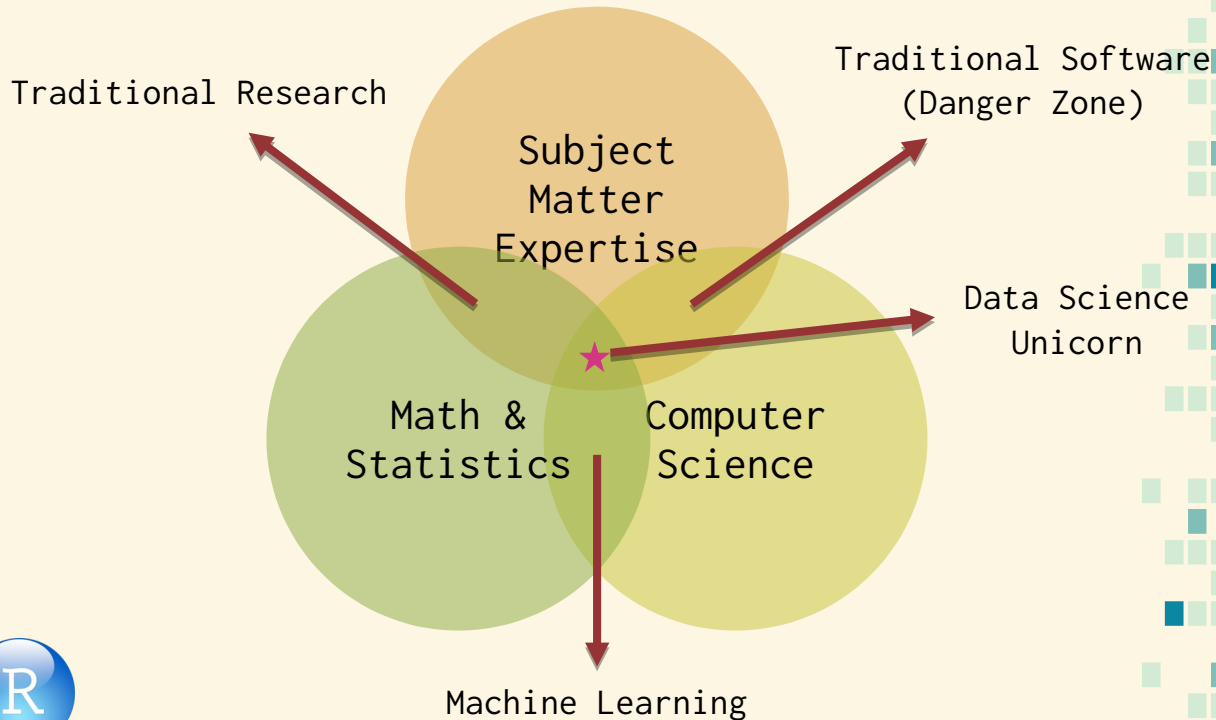 Traditional Software
(Danger Zone)
Traditional Research
Subject
Matter
Expertise
Data Science
Unicorn
Math &
Statistics
Computer
Science
Machine Learning
R